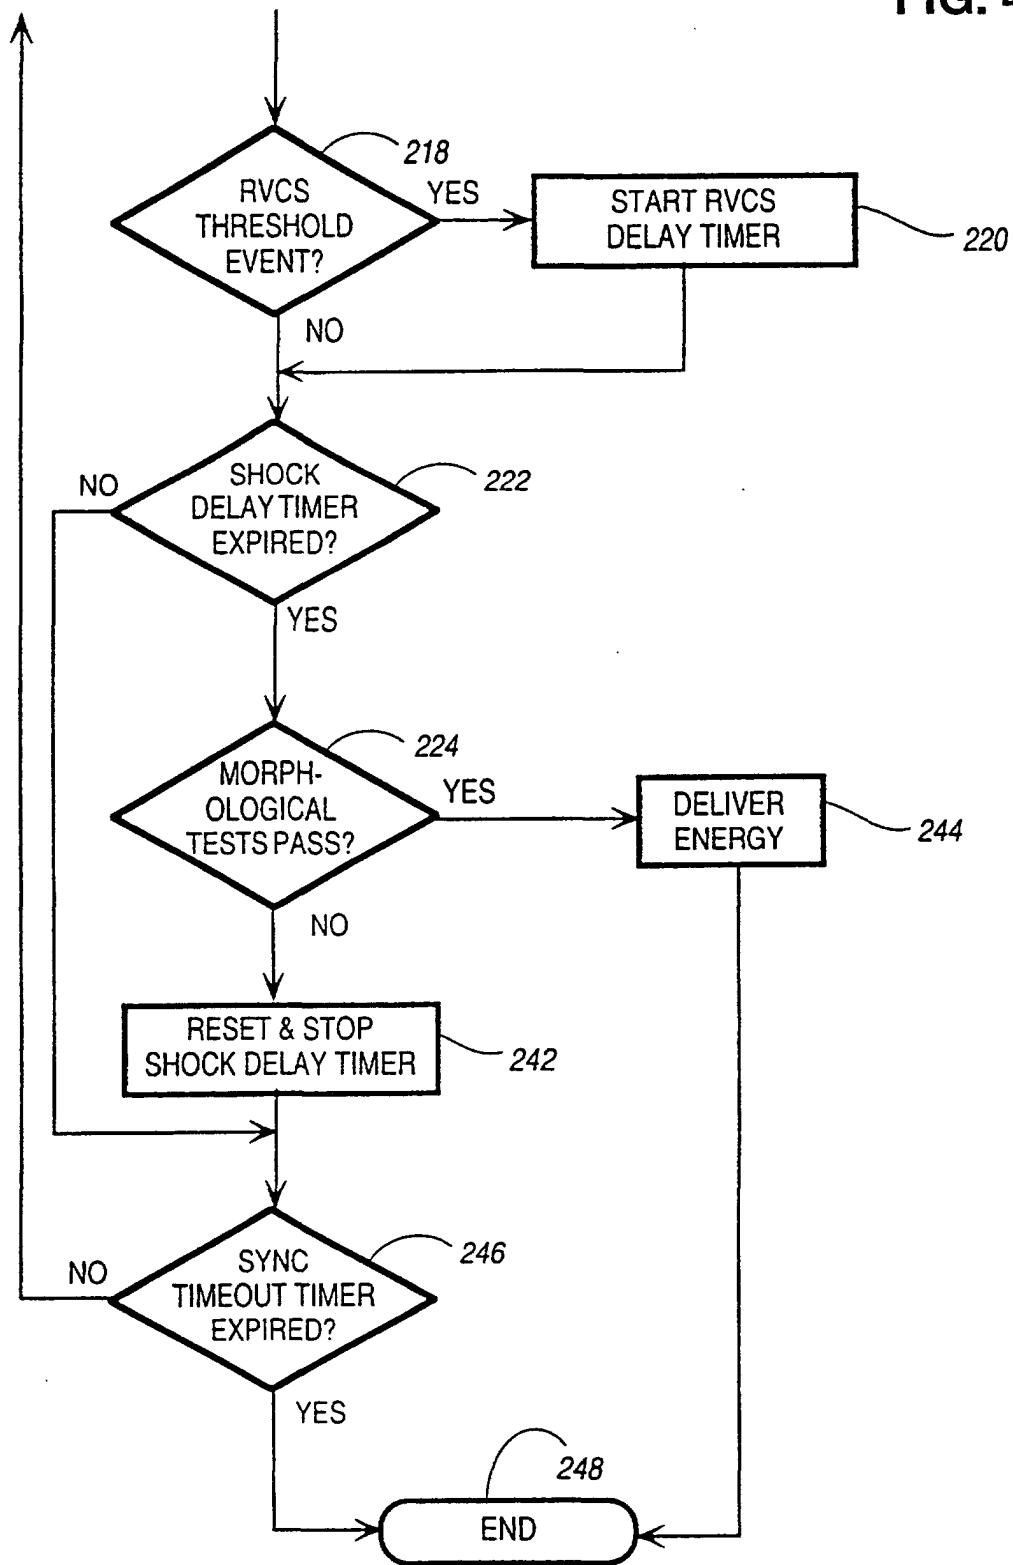 FIG. 4
218
RVCS
THRESHOLD
EVENT?
YES
START RVCS
DELAY TIMER
220
NO
NO
SHOCK
DELAY TIMER
EXPIRED?
222
YES
224
MORPH-
OLOGICAL
TESTS PASS?
YES
DELIVER
ENERGY
244
NO
RESET & STOP
SHOCK DELAY TIMER
242
246
NO
SYNC
TIMEOUT TIMER
EXPIRED?
YES
248
END